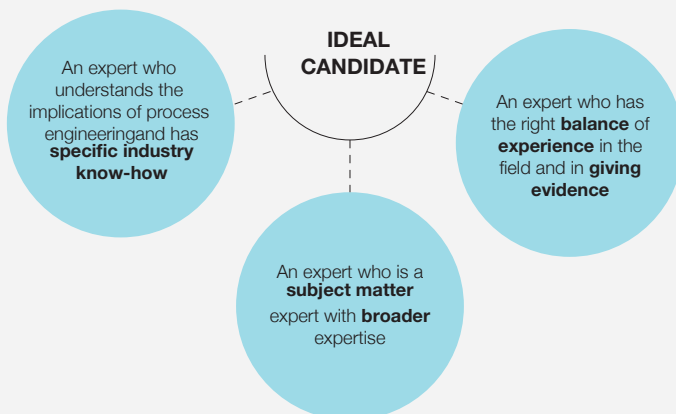 IDEAL
CANDIDATE
An expert who
understands the
implications of process
engineeringand has
specific industry
know-how
An expert who is a
subject matter
expert with broader
expertise
An expert who has
the right balance of
experience in the
field and in giving
evidence